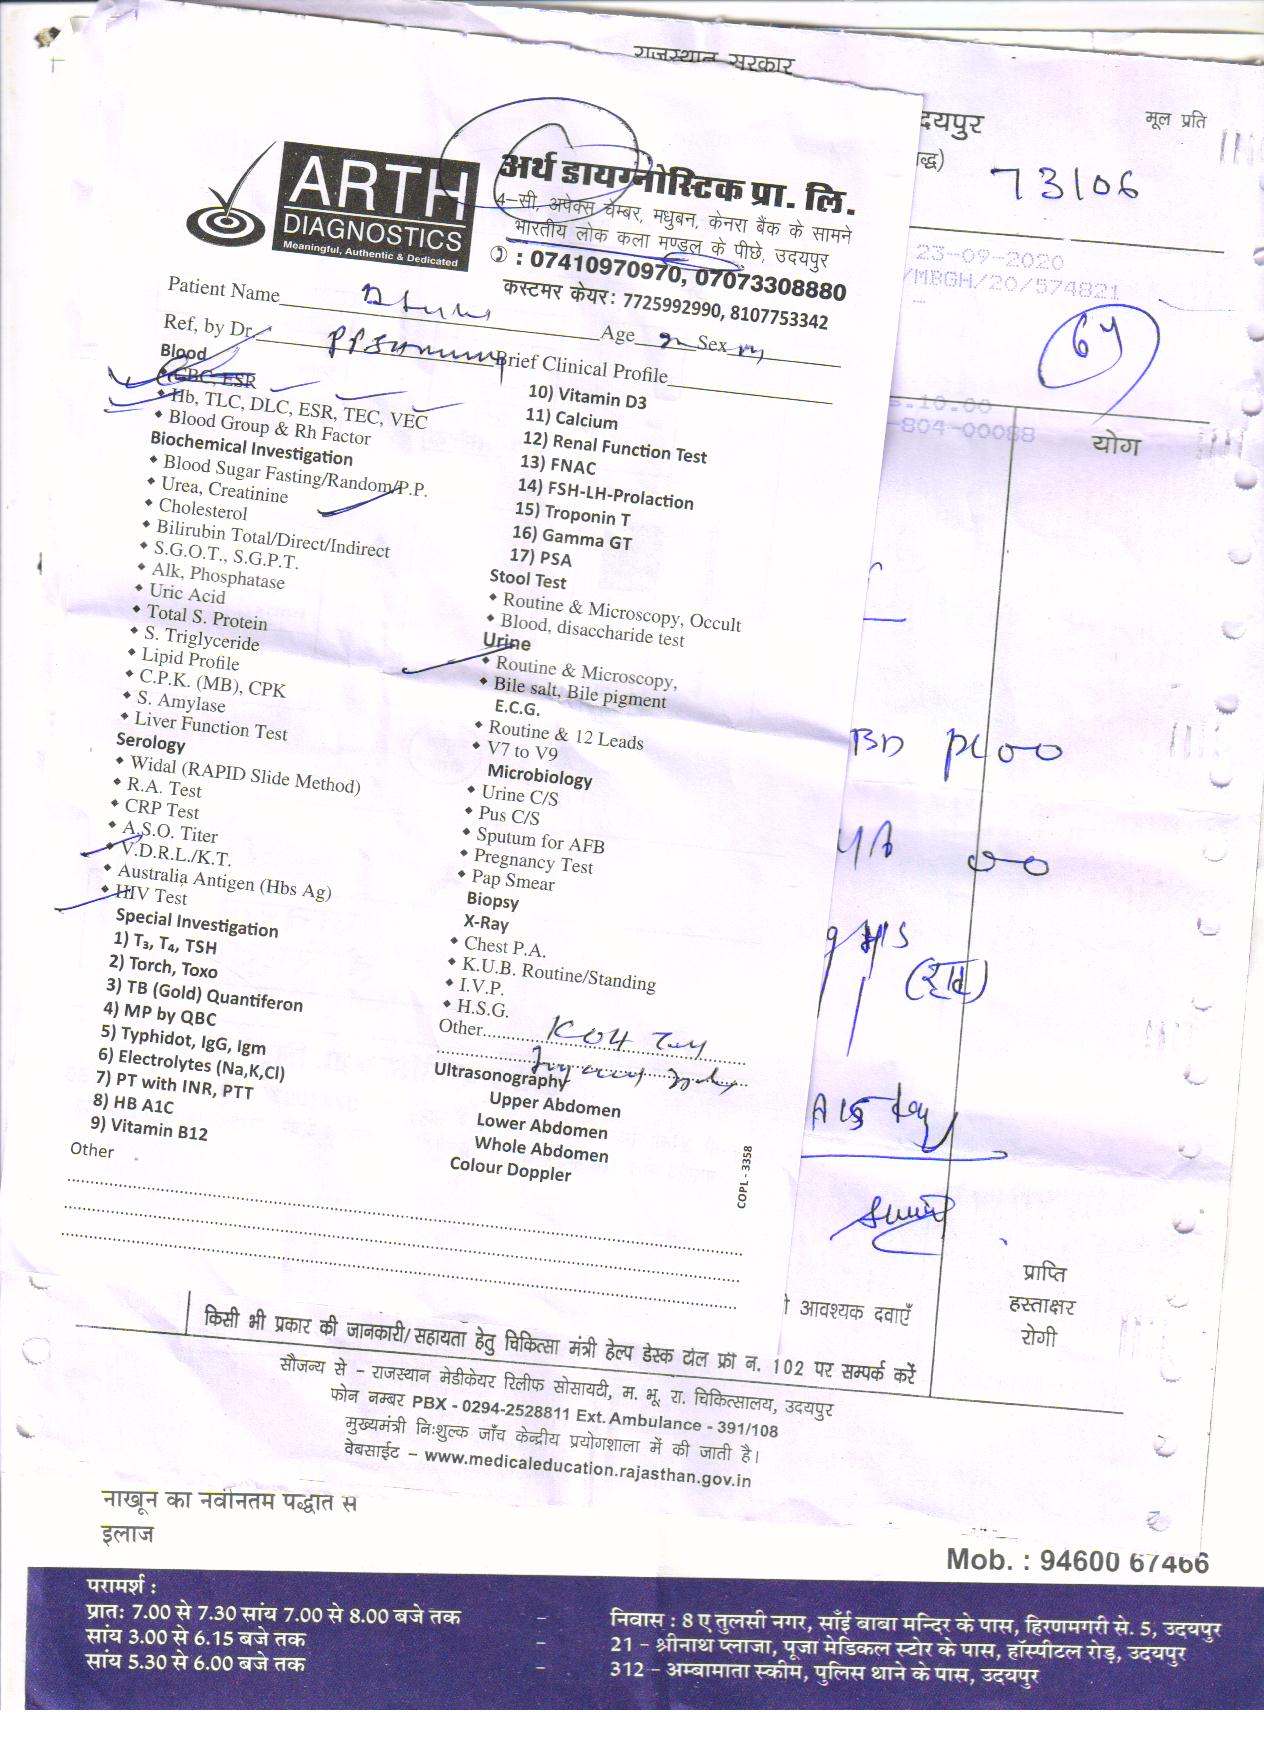 राजस्थान सरकार
दयपुर
मूल प्रति
द्ध)
73106
23-09-2020
/MBGH/20/574821
64
.10.00
-804-00088
योग
ARTH
DIAGNOSTICS
Meaningful, Authentic & Dedicated
अर्थ डायग्नोस्टिक प्रा. लि.
4–सी, अपेक्स चेम्बर, मधुबन, केनरा बैंक के सामने
भारतीय लोक कला मण्डल के पीछे, उदयपुर
: 07410970970, 07073308880
कस्टमर केयर: 7725992990, 8107753342
Patient Name
Age Sex
Ref, by Dr. Brief Clinical Profile
Blood
CBC, ESR
Hb, TLC, DLC, ESR, TEC, VEC
Blood Group & Rh Factor
Biochemical Investigation
Blood Sugar Fasting/Random/P.P.
Urea, Creatinine
Cholesterol
Bilirubin Total/Direct/Indirect
S.G.O.T., S.G.P.T.
Alk, Phosphatase
Uric Acid
Total S. Protein
S. Triglyceride
Lipid Profile
C.P.K. (MB), CPK
S. Amylase
Liver Function Test
Serology
Widal (RAPID Slide Method)
R.A. Test
CRP Test
A.S.O. Titer
V.D.R.L./K.T.
Australia Antigen (Hbs Ag)
HIV Test
Special Investigation
1) T₃, T₄, TSH
2) Torch, Toxo
3) TB (Gold) Quantiferon
4) MP by QBC
5) Typhidot, IgG, Igm
6) Electrolytes (Na,K,Cl)
7) PT with INR, PTT
8) HB A1C
9) Vitamin B12
Other
10) Vitamin D3
11) Calcium
12) Renal Function Test
13) FNAC
14) FSH-LH-Prolaction
15) Troponin T
16) Gamma GT
17) PSA
Stool Test
Routine & Microscopy, Occult
Blood, disaccharide test
Urine
Routine & Microscopy,
Bile salt, Bile pigment
E.C.G.
Routine & 12 Leads
V7 to V9
Microbiology
Urine C/S
Pus C/S
Sputum for AFB
Pregnancy Test
Pap Smear
Biopsy
X-Ray
Chest P.A.
K.U.B. Routine/Standing
I.V.P.
H.S.G.
Other KOH
Ultrasonography
Upper Abdomen
Lower Abdomen
Whole Abdomen
Colour Doppler
COPL - 3358
BD
HS
प्राप्ति
हस्ताक्षर
रोगी
आवश्यक दवाएँ
किसी भी प्रकार की जानकारी/सहायता हेतु चिकित्सा मंत्री हेल्प डेस्क टोल फ्री न. 102 पर सम्पर्क करें
सौजन्य से – राजस्थान मेडीकेयर रिलीफ सोसायटी, म. भू. रा. चिकित्सालय, उदयपुर
फोन नम्बर PBX - 0294-2528811 Ext. Ambulance - 391/108
मुख्यमंत्री निःशुल्क जाँच केन्द्रीय प्रयोगशाला में की जाती है।
वेबसाईट – www.medicaleducation.rajasthan.gov.in
नाखून का नवीनतम पद्धति से
इलाज
Mob. : 94600 67466
परामर्श :
प्रातः 7.00 से 7.30 सांय 7.00 से 8.00 बजे तक – निवास : 8 ए तुलसी नगर, साँई बाबा मन्दिर के पास, हिरणमगरी से. 5, उदयपुर
सांय 3.00 से 6.15 बजे तक – 21 – श्रीनाथ प्लाजा, पूजा मेडिकल स्टोर के पास, हॉस्पीटल रोड़, उदयपुर
सांय 5.30 से 6.00 बजे तक – 312 – अम्बामाता स्कीम, पुलिस थाने के पास, उदयपुर